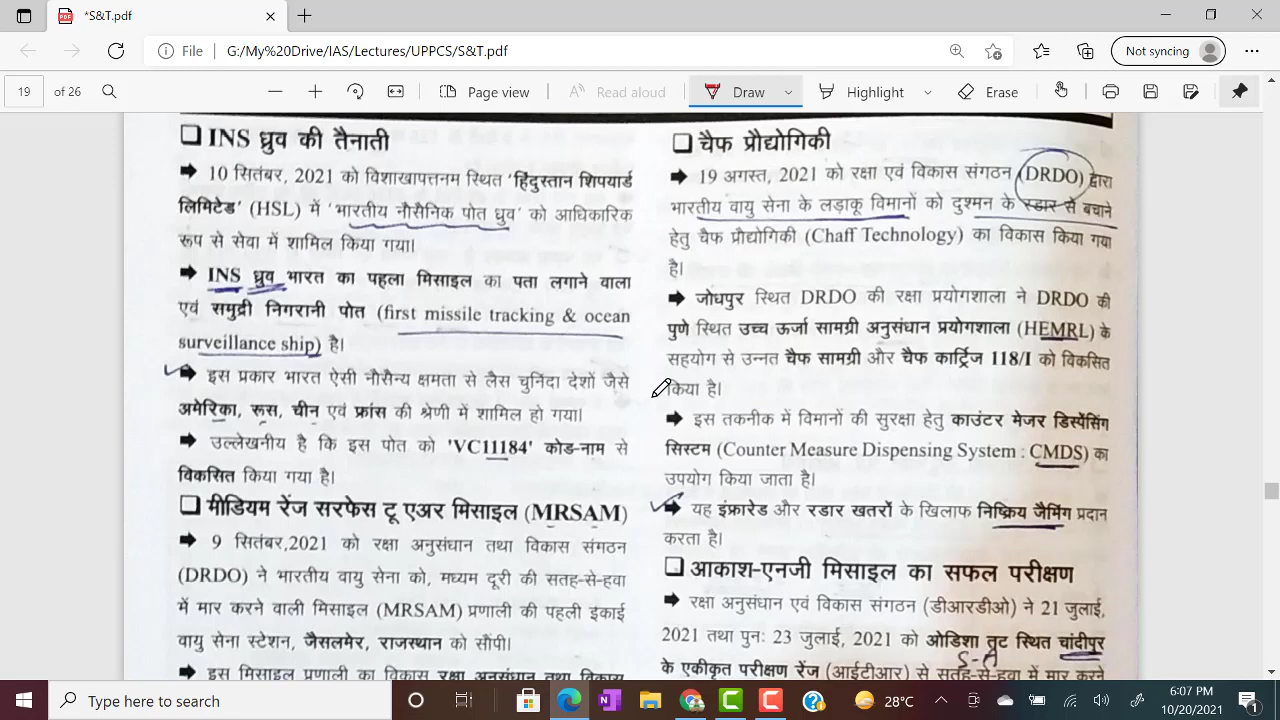 *S&T.pdf
File
G:/My%20Drive/IAS/Lectures/UPPCS/S&T.pdf
Not syncing
19
of 26
Page view
Read aloud
Draw
Highlight
Erase
INS ध्रुव की तैनाती
10 सितंबर, 2021 को विशाखापत्तनम स्थित 'हिंदुस्तान शिपयार्ड
लिमिटेड' (HSL) में 'भारतीय नौसैनिक पोत ध्रुव' को आधिकारिक
रूप से सेवा में शामिल किया गया।
INS ध्रुव भारत का पहला मिसाइल का पता लगाने वाला
एवं समुद्री निगरानी पोत (first missile tracking & ocean
surveillance ship) है।
इस प्रकार भारत ऐसी नौसैन्य क्षमता से लैस चुनिंदा देशों जैसे
अमेरिका, रूस, चीन एवं फ्रांस की श्रेणी में शामिल हो गया।
उल्लेखनीय है कि इस पोत को 'VC11184' कोड-नाम से
विकसित किया गया है।
मीडियम रेंज सरफेस टू एअर मिसाइल (MRSAM)
9 सितंबर,2021 को रक्षा अनुसंधान तथा विकास संगठन
(DRDO) ने भारतीय वायु सेना को, मध्यम दूरी की सतह-से-हवा
में मार करने वाली मिसाइल (MRSAM) प्रणाली की पहली इकाई
वायु सेना स्टेशन, जैसलमेर, राजस्थान को सौंपी।
इस मिसाइल प्रणाली का विकास रक्षा अनुसंधान तथा विकास
चैफ प्रौद्योगिकी
19 अगस्त, 2021 को रक्षा एवं विकास संगठन (DRDO) द्वारा
भारतीय वायु सेना के लड़ाकू विमानों को दुश्मन के रडार से बचाने
हेतु चैफ प्रौद्योगिकी (Chaff Technology) का विकास किया गया
है।
जोधपुर स्थित DRDO की रक्षा प्रयोगशाला ने DRDO की
पुणे स्थित उच्च ऊर्जा सामग्री अनुसंधान प्रयोगशाला (HEMRL) के
सहयोग से उन्नत चैफ सामग्री और चैफ कार्ट्रिज 118/I को विकसित
किया है।
इस तकनीक में विमानों की सुरक्षा हेतु काउंटर मेजर डिस्पेंसिंग
सिस्टम (Counter Measure Dispensing System : CMDS) का
उपयोग किया जाता है।
यह इंफ्रारेड और रडार खतरों के खिलाफ निष्क्रिय जैमिंग प्रदान
करता है।
आकाश-एनजी मिसाइल का सफल परीक्षण
रक्षा अनुसंधान एवं विकास संगठन (डीआरडीओ) ने 21 जुलाई,
2021 तथा पुन: 23 जुलाई, 2021 को ओडिशा तट स्थित चांदीपुर
S-A
के एकीकृत परीक्षण रेंज (आईटीआर) से सतह-से-हवा में मार करने
Type here to search
28°C
6:07 PM
10/20/2021
1